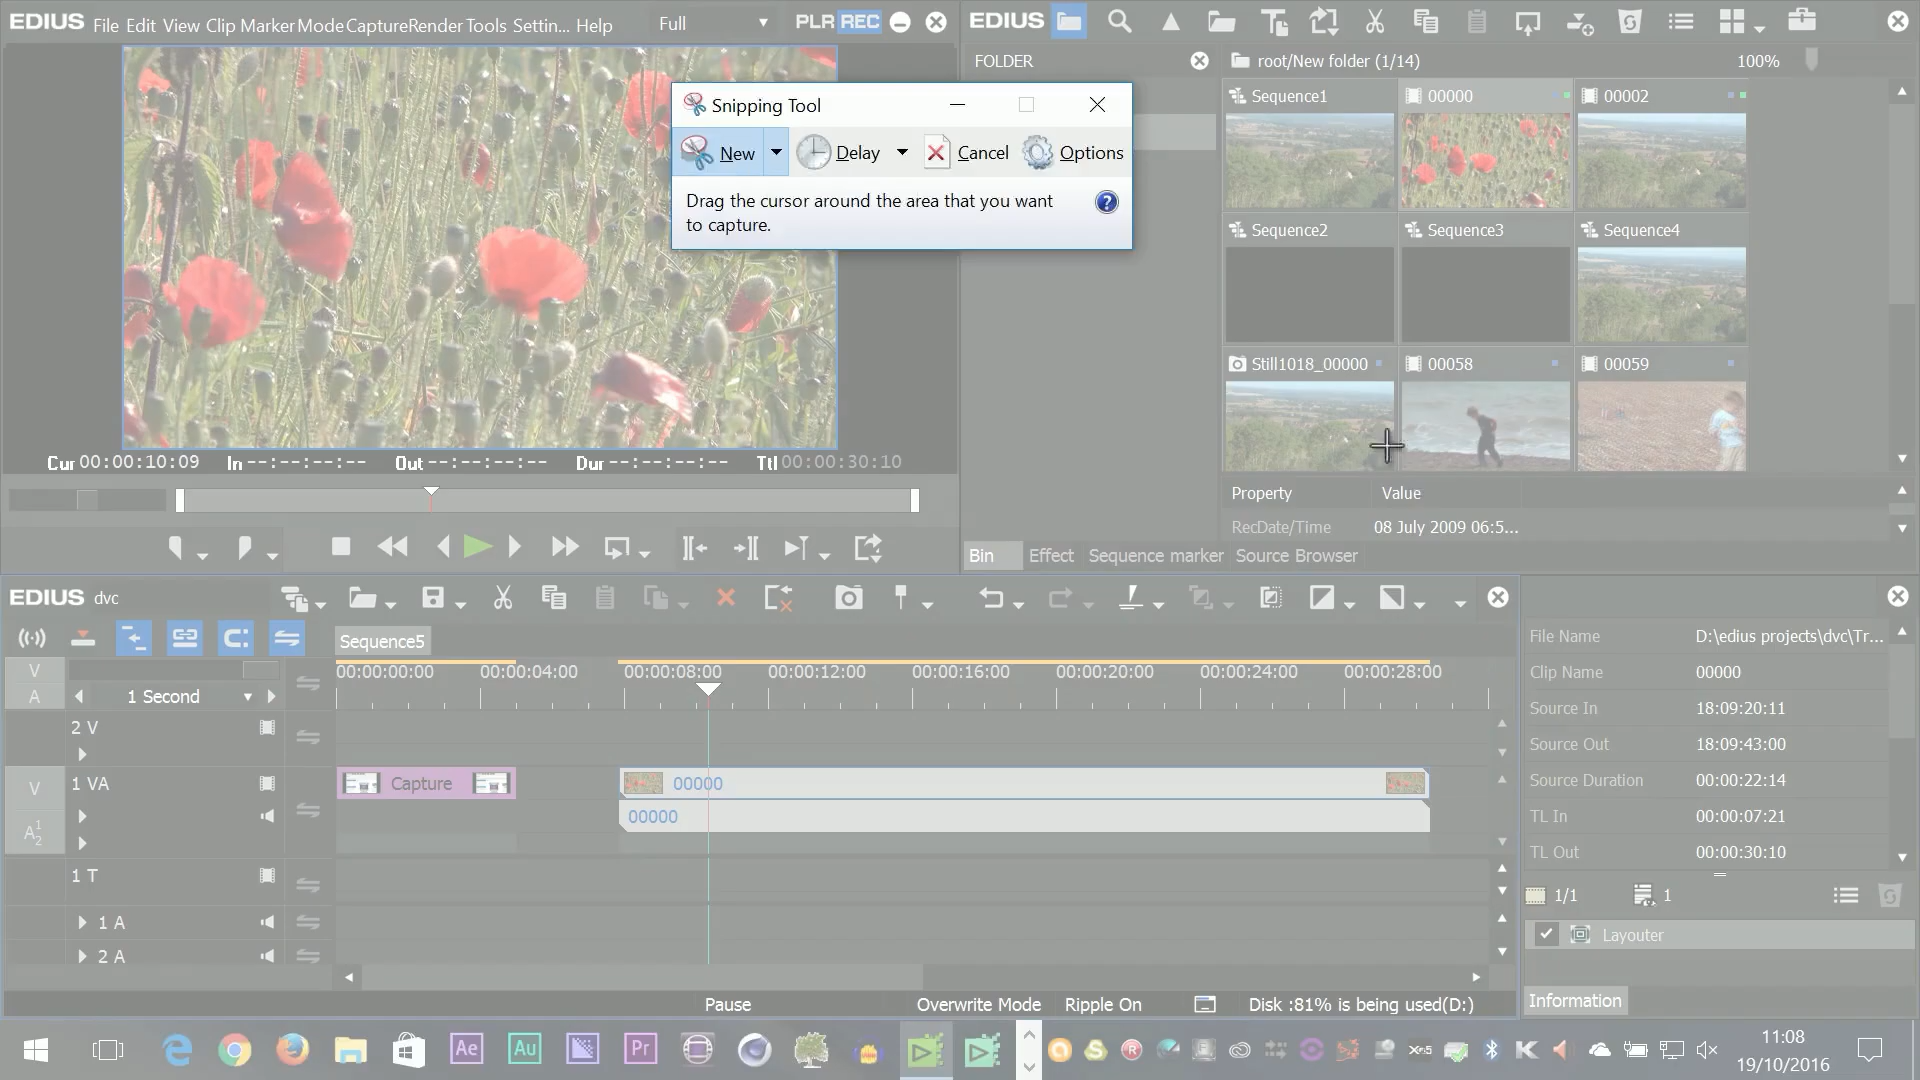 EDIUS File Edit View Clip Marker Mode Capture Render Tools Settin... Help Full PLR REC
EDIUS
FOLDER
root/New folder (1/14) 100%
Snipping Tool
New Delay Cancel Options
Drag the cursor around the area that you want
to capture.
Sequence1 00000 00002
Sequence2 Sequence3 Sequence4
Still1018_00000 00058 00059
Cur 00:00:10:09 In --:--:--:-- Out --:--:--:-- Dur --:--:--:-- Ttl 00:00:30:10
Property Value
RecDate/Time 08 July 2009 06:5...
Bin Effect Sequence marker Source Browser
EDIUS dvc
Sequence5
V
A
1 Second
00:00:00:00 00:00:04:00 00:00:08:00 00:00:12:00 00:00:16:00 00:00:20:00 00:00:24:00 00:00:28:00
2 V
V 1 VA Capture 00000
A 1 2 00000
1 T
1 A
2 A
File Name D:\edius projects\dvc\Tr...
Clip Name 00000
Source In 18:09:20:11
Source Out 18:09:43:00
Source Duration 00:00:22:14
TL In 00:00:07:21
TL Out 00:00:30:10
1/1 1
Layouter
Information
Pause Overwrite Mode Ripple On Disk :81% is being used(D:)
Ae Au Pr
11:08
19/10/2016